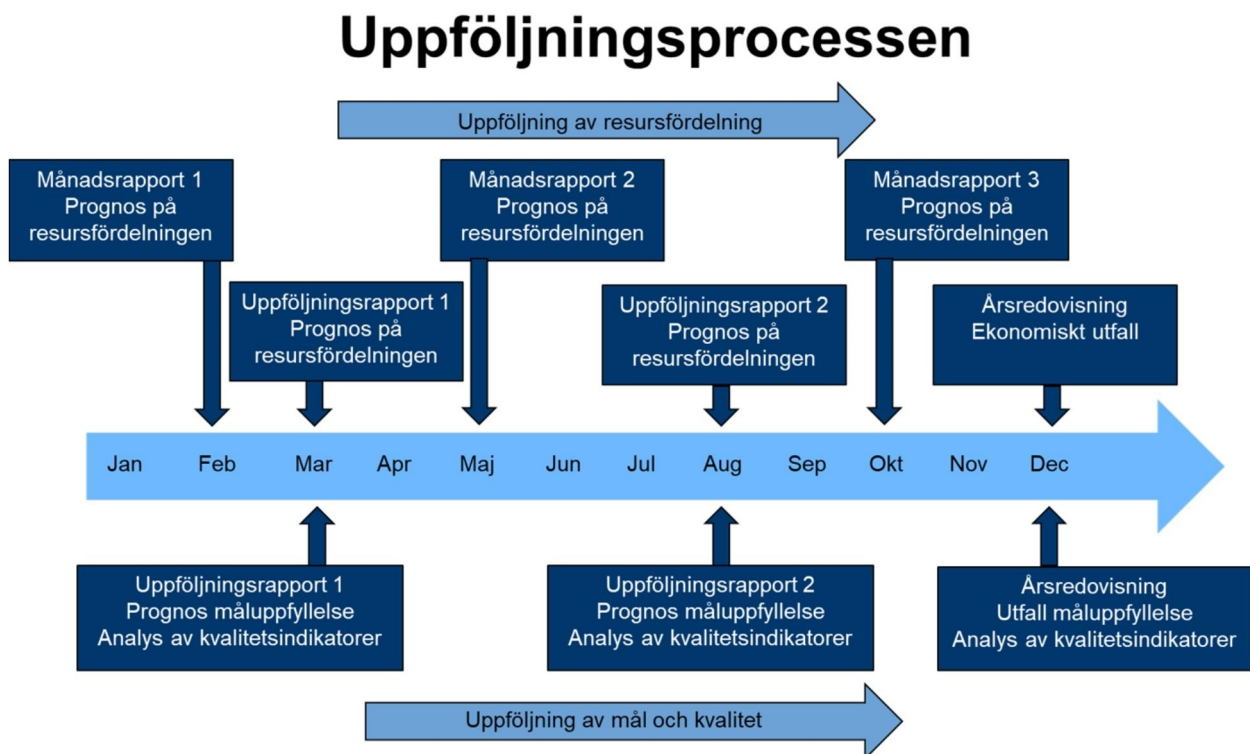 Uppföljningsprocessen
Uppföljning av resursfördelning
Månadsrapport 1
Prognos på
resursfördelningen
Månadsrapport 2
Prognos på
resursfördelningen
Månadsrapport 3
Prognos på
resursfördelningen
Uppföljningsrapport 1
Prognos på
resursfördelningen
Uppföljningsrapport 2
Prognos på
resursfördelningen
Årsredovisning
Ekonomiskt utfall
Jan Feb Mar Apr Maj Jun Jul Aug Sep Okt Nov Dec
Uppföljningsrapport 1
Prognos måluppfyllelse
Analys av kvalitetsindikatorer
Uppföljningsrapport 2
Prognos måluppfyllelse
Analys av kvalitetsindikatorer
Årsredovisning
Utfall måluppfyllelse
Analys av kvalitetsindikatorer
Uppföljning av mål och kvalitet